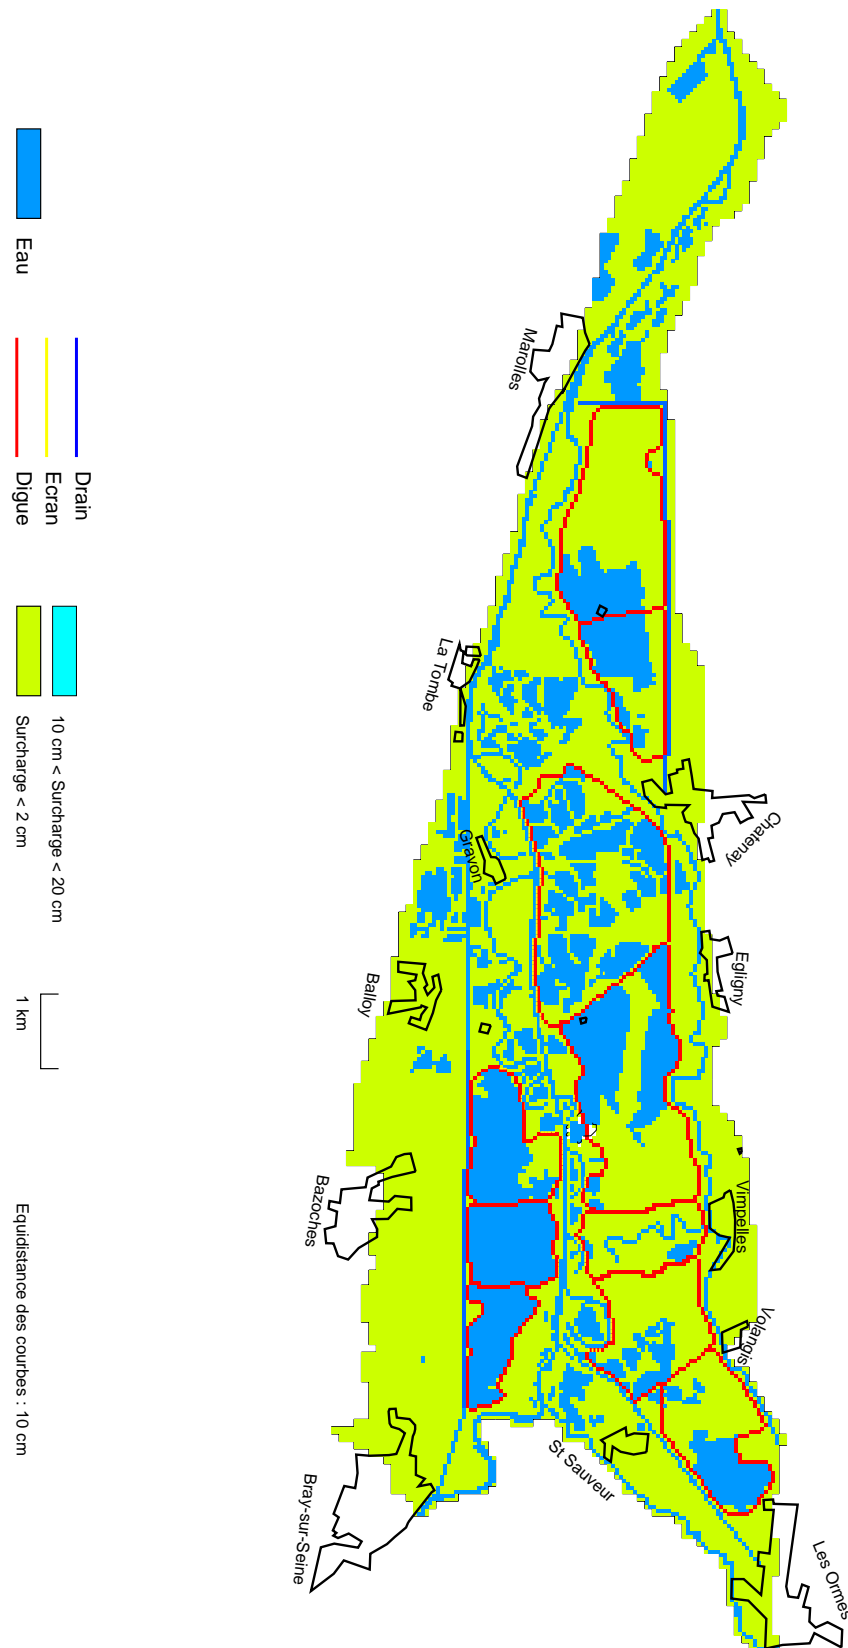 Marolles
La Tombe
Gravon
Chatenay
Egligny
Balloy
Vimpelles
Bazoches
Volangis
St Sauveur
Bray-sur-Seine
Les Ormes
Eau
Drain
Ecran
Digue
10 cm < Surcharge < 20 cm
Surcharge < 2 cm
1 km
Equidistance des courbes : 10 cm